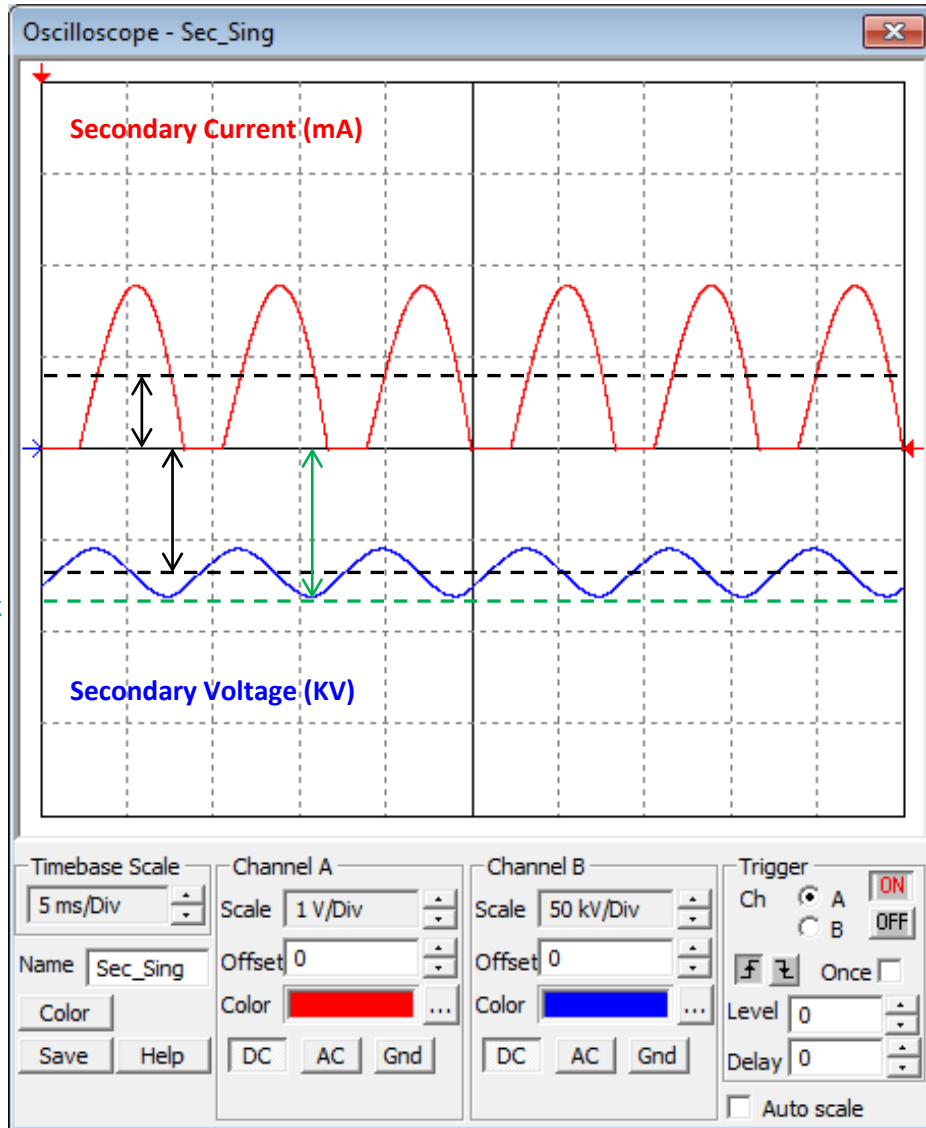 Oscilloscope - Sec_Sing
Secondary Current (mA)
Secondary Voltage (KV)
Timebase Scale
5 ms/Div
Name Sec_Sing
Color
Save Help
Channel A
Scale 1 V/Div
Offset 0
Color ...
DC AC Gnd
Channel B
Scale 50 kV/Div
Offset 0
Color ...
DC AC Gnd
Trigger
Ch A ON
B OFF
Once
Level 0
Delay 0
Auto scale